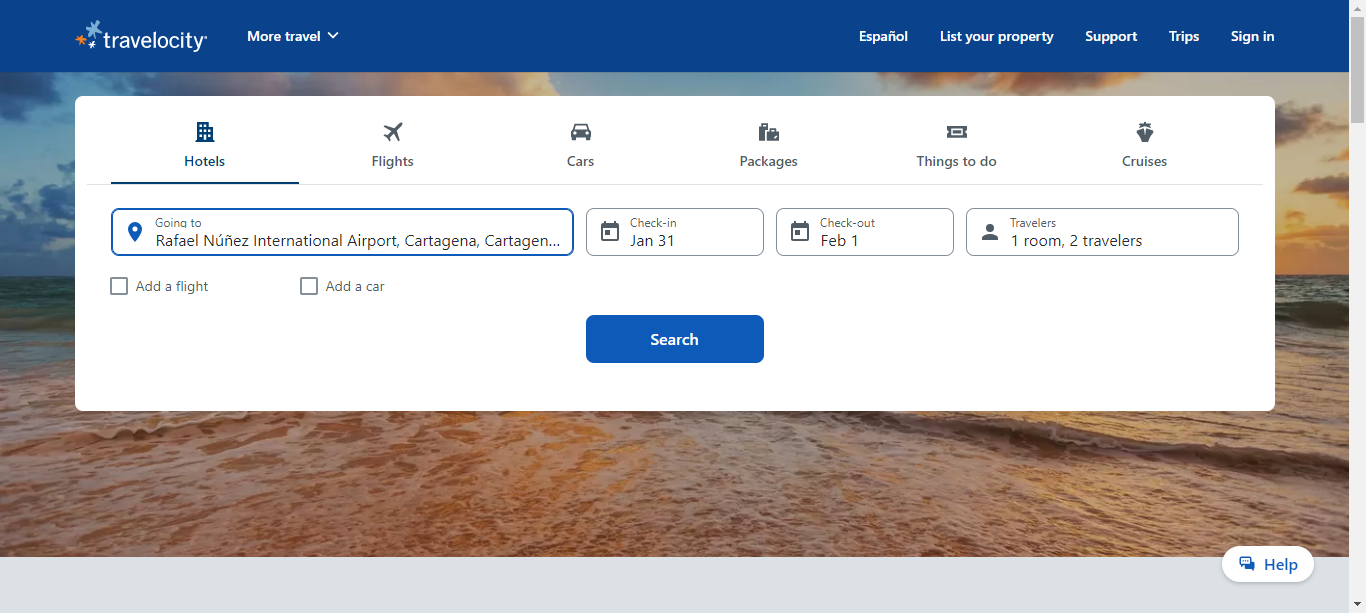 travelocity
More travel
Español
List your property
Support
Trips
Sign in
Hotels
Flights
Cars
Packages
Things to do
Cruises
Going to
Rafael Núñez International Airport, Cartagena, Cartagen...
Check-in
Jan 31
Check-out
Feb 1
Travelers
1 room, 2 travelers
Add a flight
Add a car
Search
Help